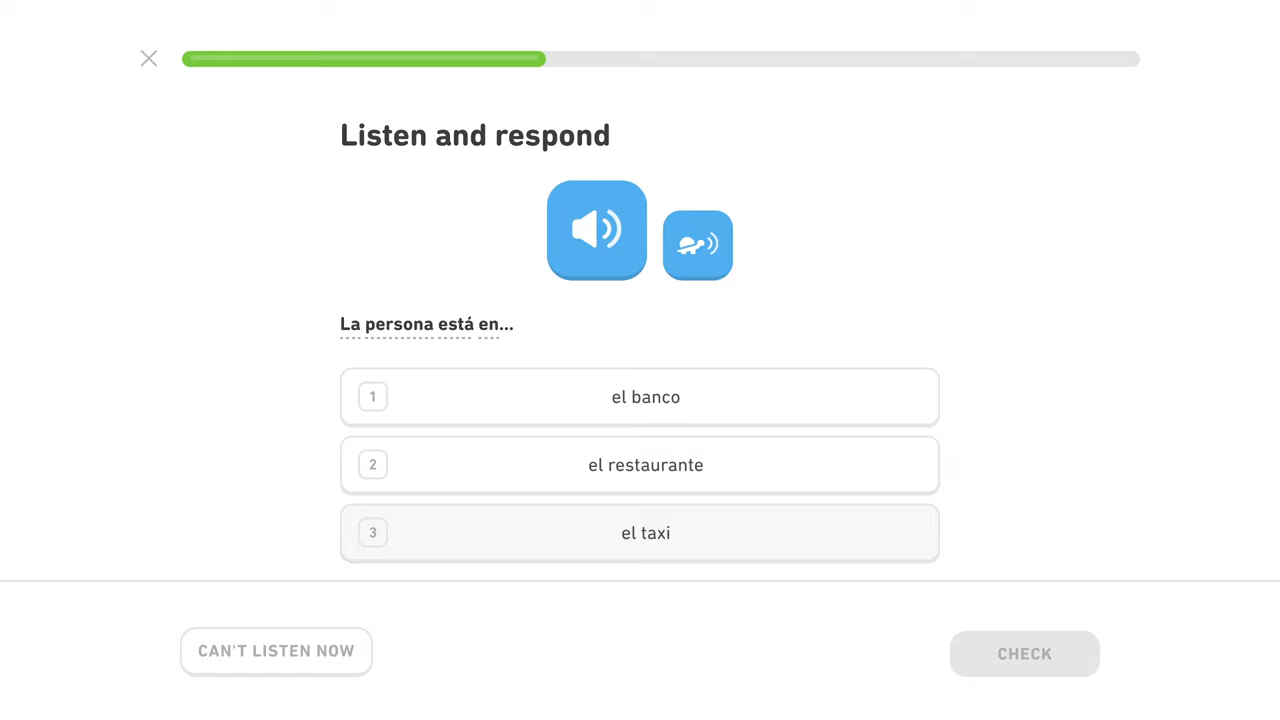 Listen and respond
La persona está en...
1 el banco
2 el restaurante
3 el taxi
CAN'T LISTEN NOW
CHECK